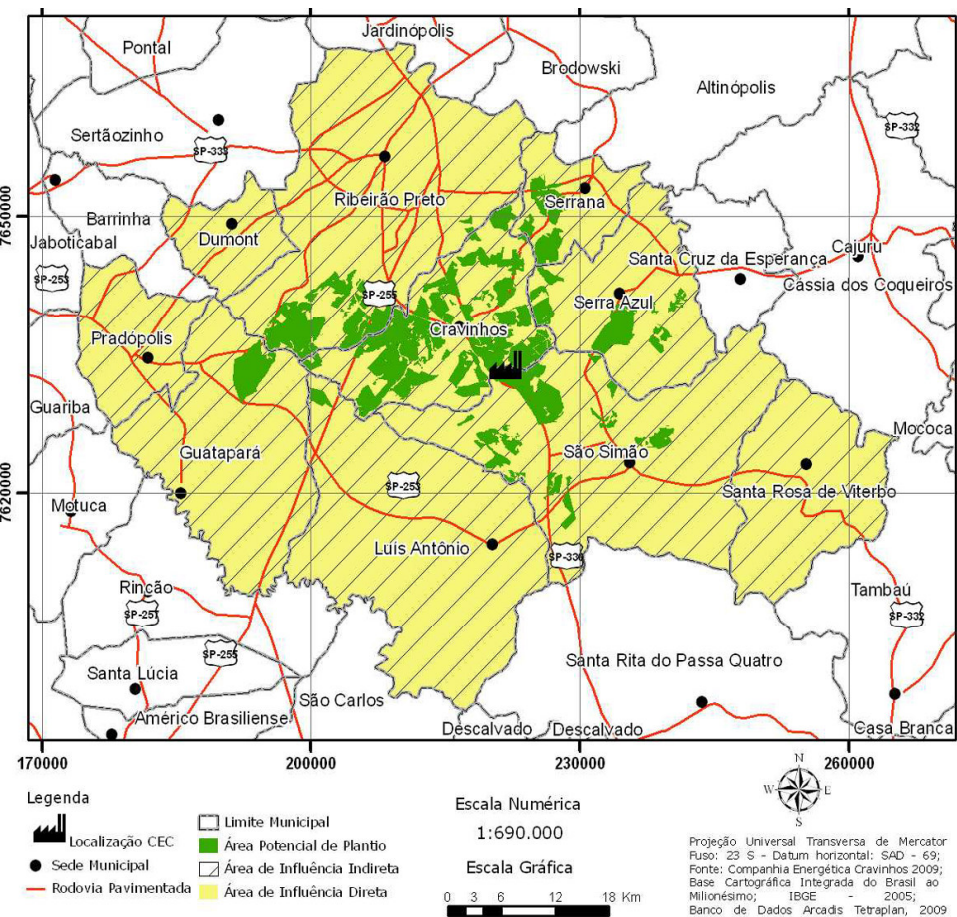 Pontal
Jardinópolis
Brodowski
Altinópolis
SP-332
Sertãozinho
SP-333
Ribeirão Preto
Serrana
7650000
Barrinha
Jaboticabal
Dumont
Cajuru
Santa Cruz da Esperança
SP-253
Cássia dos Coqueiros
SP-255
Serra Azul
Cravinhos
Pradópolis
Guariba
Mococa
Guatapará
São Simão
7620000
SP-253
Santa Rosa de Viterbo
Motuca
Luís Antônio
SP-330
Rincão
Tambaú
SP-251
SP-332
SP-255
Santa Rita do Passa Quatro
Santa Lúcia
São Carlos
Américo Brasiliense
Descalvado
Descalvado
Casa Branca
170000 200000 230000 260000
Legenda
Localização CEC
Sede Municipal
Rodovia Pavimentada
Limite Municipal
Área Potencial de Plantio
Área de Influência Indireta
Área de Influência Direta
Escala Numérica
1:690.000
Escala Gráfica
0 3 6 12 18 Km
N
W E
S
Projeção Universal Transversa de Mercator
Fuso: 23 S - Datum horizontal: SAD - 69;
Fonte: Companhia Energética Cravinhos 2009;
Base Cartográfica Integrada do Brasil ao
Milionésimo; IBGE - 2005;
Banco de Dados Arcadis Tetraplan, 2009